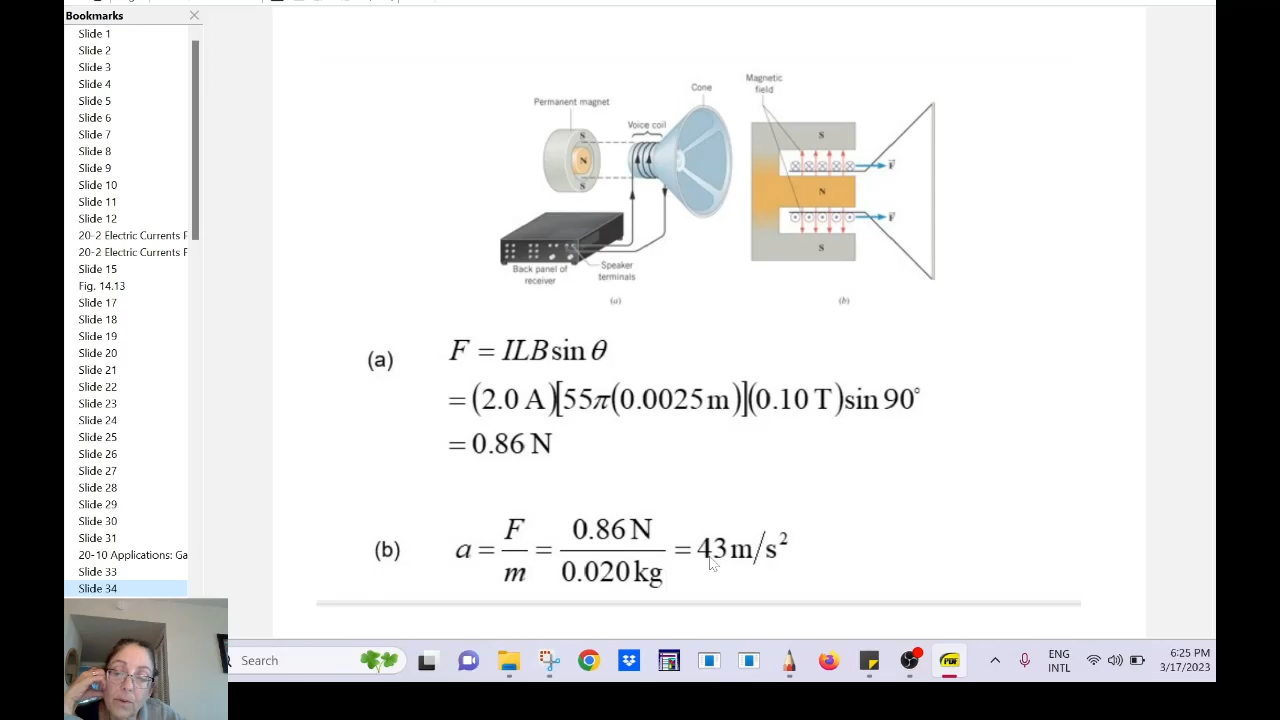 Bookmarks
Slide 1
Slide 2
Slide 3
Slide 4
Slide 5
Slide 6
Slide 7
Slide 8
Slide 9
Slide 10
Slide 11
Slide 12
20-2 Electric Currents F
20-2 Electric Currents F
Slide 15
Fig. 14.13
Slide 17
Slide 18
Slide 19
Slide 20
Slide 21
Slide 22
Slide 23
Slide 24
Slide 25
Slide 26
Slide 27
Slide 28
Slide 29
Slide 30
Slide 31
20-10 Applications: Ga
Slide 33
Slide 34
Permanent magnet
Voice coil
Cone
S
N
S
Back panel of
receiver
Speaker
terminals
(a)
Magnetic
field
S
F
N
F
S
(b)
(a) F = ILB sin θ
= (2.0 A)[55π(0.0025 m)](0.10 T) sin 90°
= 0.86 N
(b) a = F/m = 0.86 N/0.020 kg = 43 m/s²
Search
PDF
ENG
INTL
6:25 PM
3/17/2023